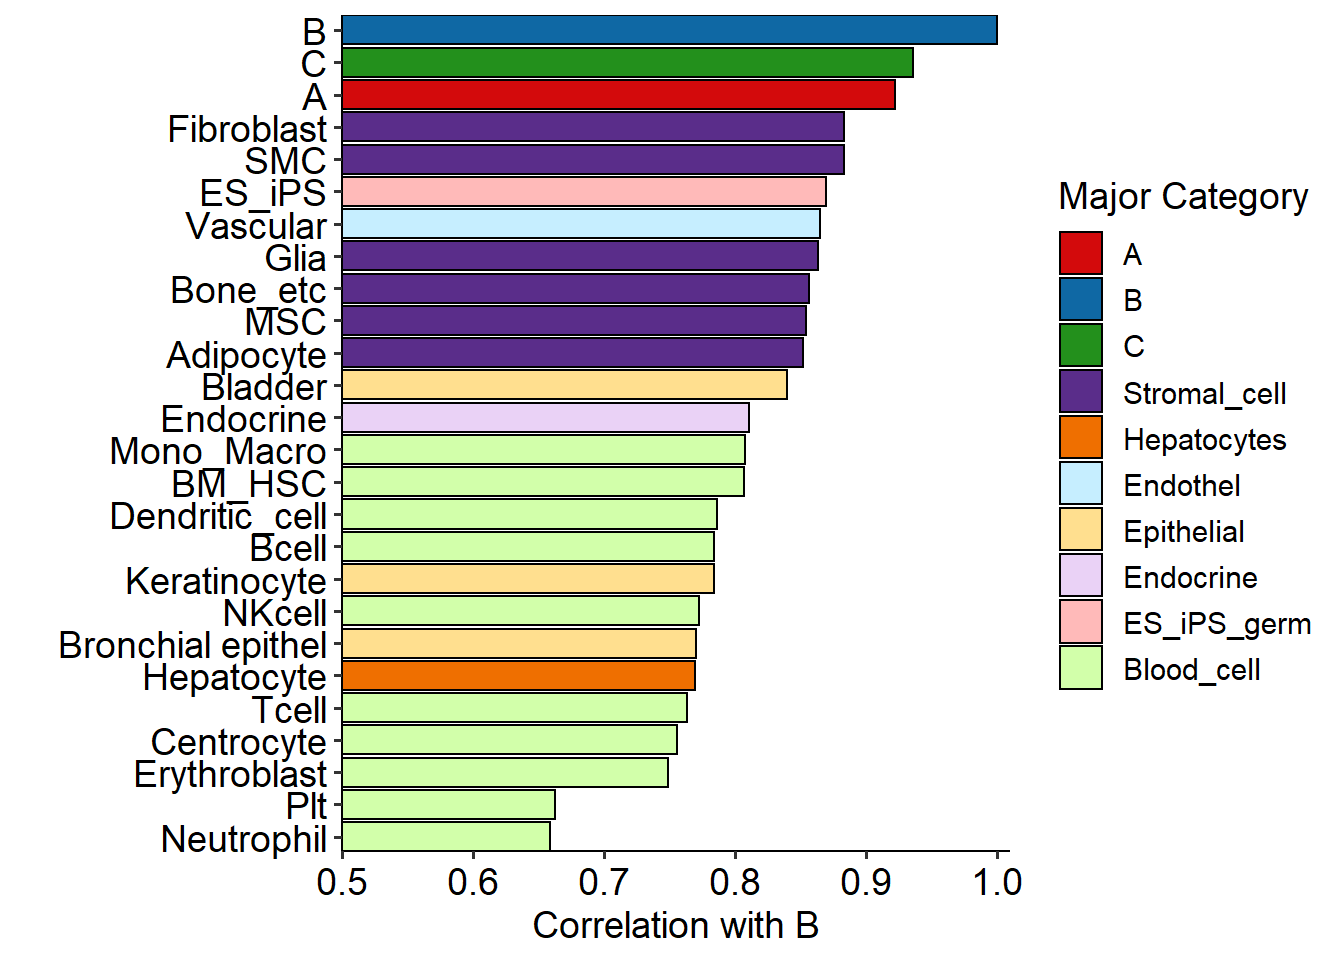 B
C
A
Fibroblast
SMC
ES_iPS
Vascular
Glia
Bone_etc
MSC
Adipocyte
Bladder
Endocrine
Mono_Macro
BM_HSC
Dendritic_cell
Bcell
Keratinocyte
NKcell
Bronchial epithel
Hepatocyte
Tcell
Centrocyte
Erythroblast
Plt
Neutrophil
0.5 0.6 0.7 0.8 0.9 1.0
Correlation with B
Major Category
A
B
C
Stromal_cell
Hepatocytes
Endothel
Epithelial
Endocrine
ES_iPS_germ
Blood_cell